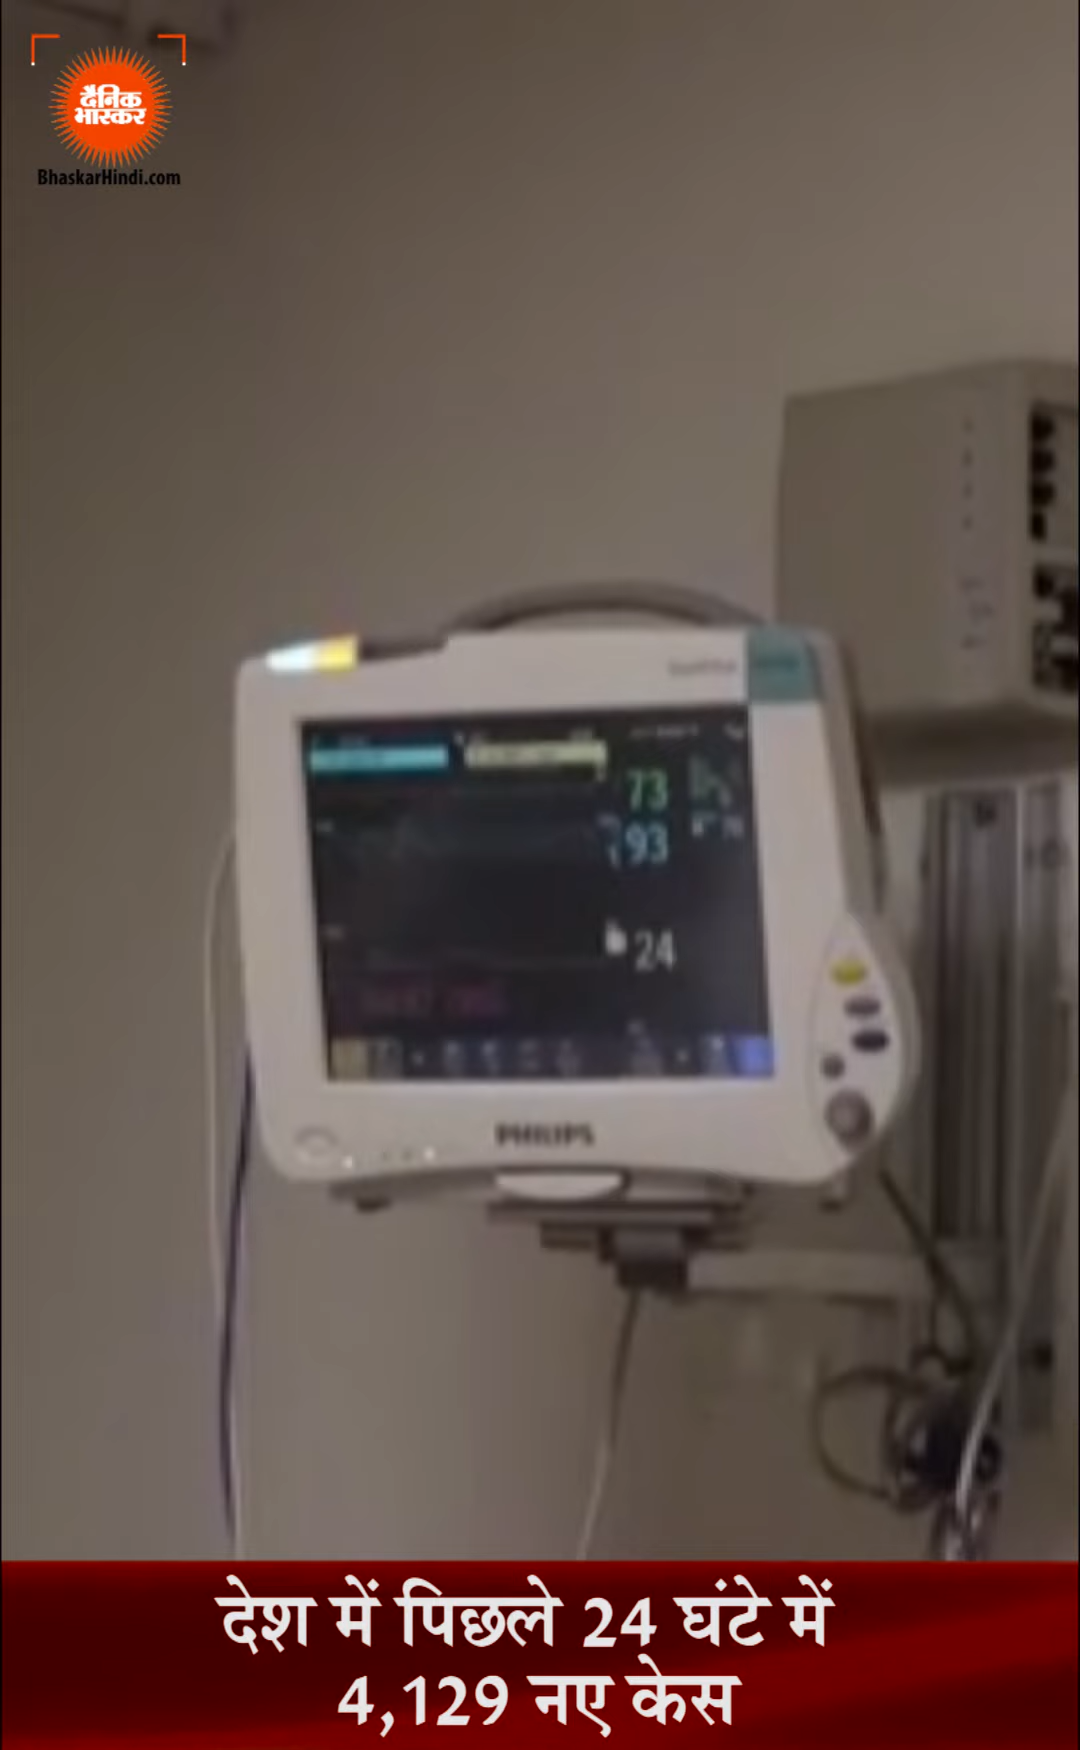 दैनिक
भास्कर
BhaskarHindi.com
73
93
24
PHILIPS
देश में पिछले 24 घंटे में
4,129 नए केस